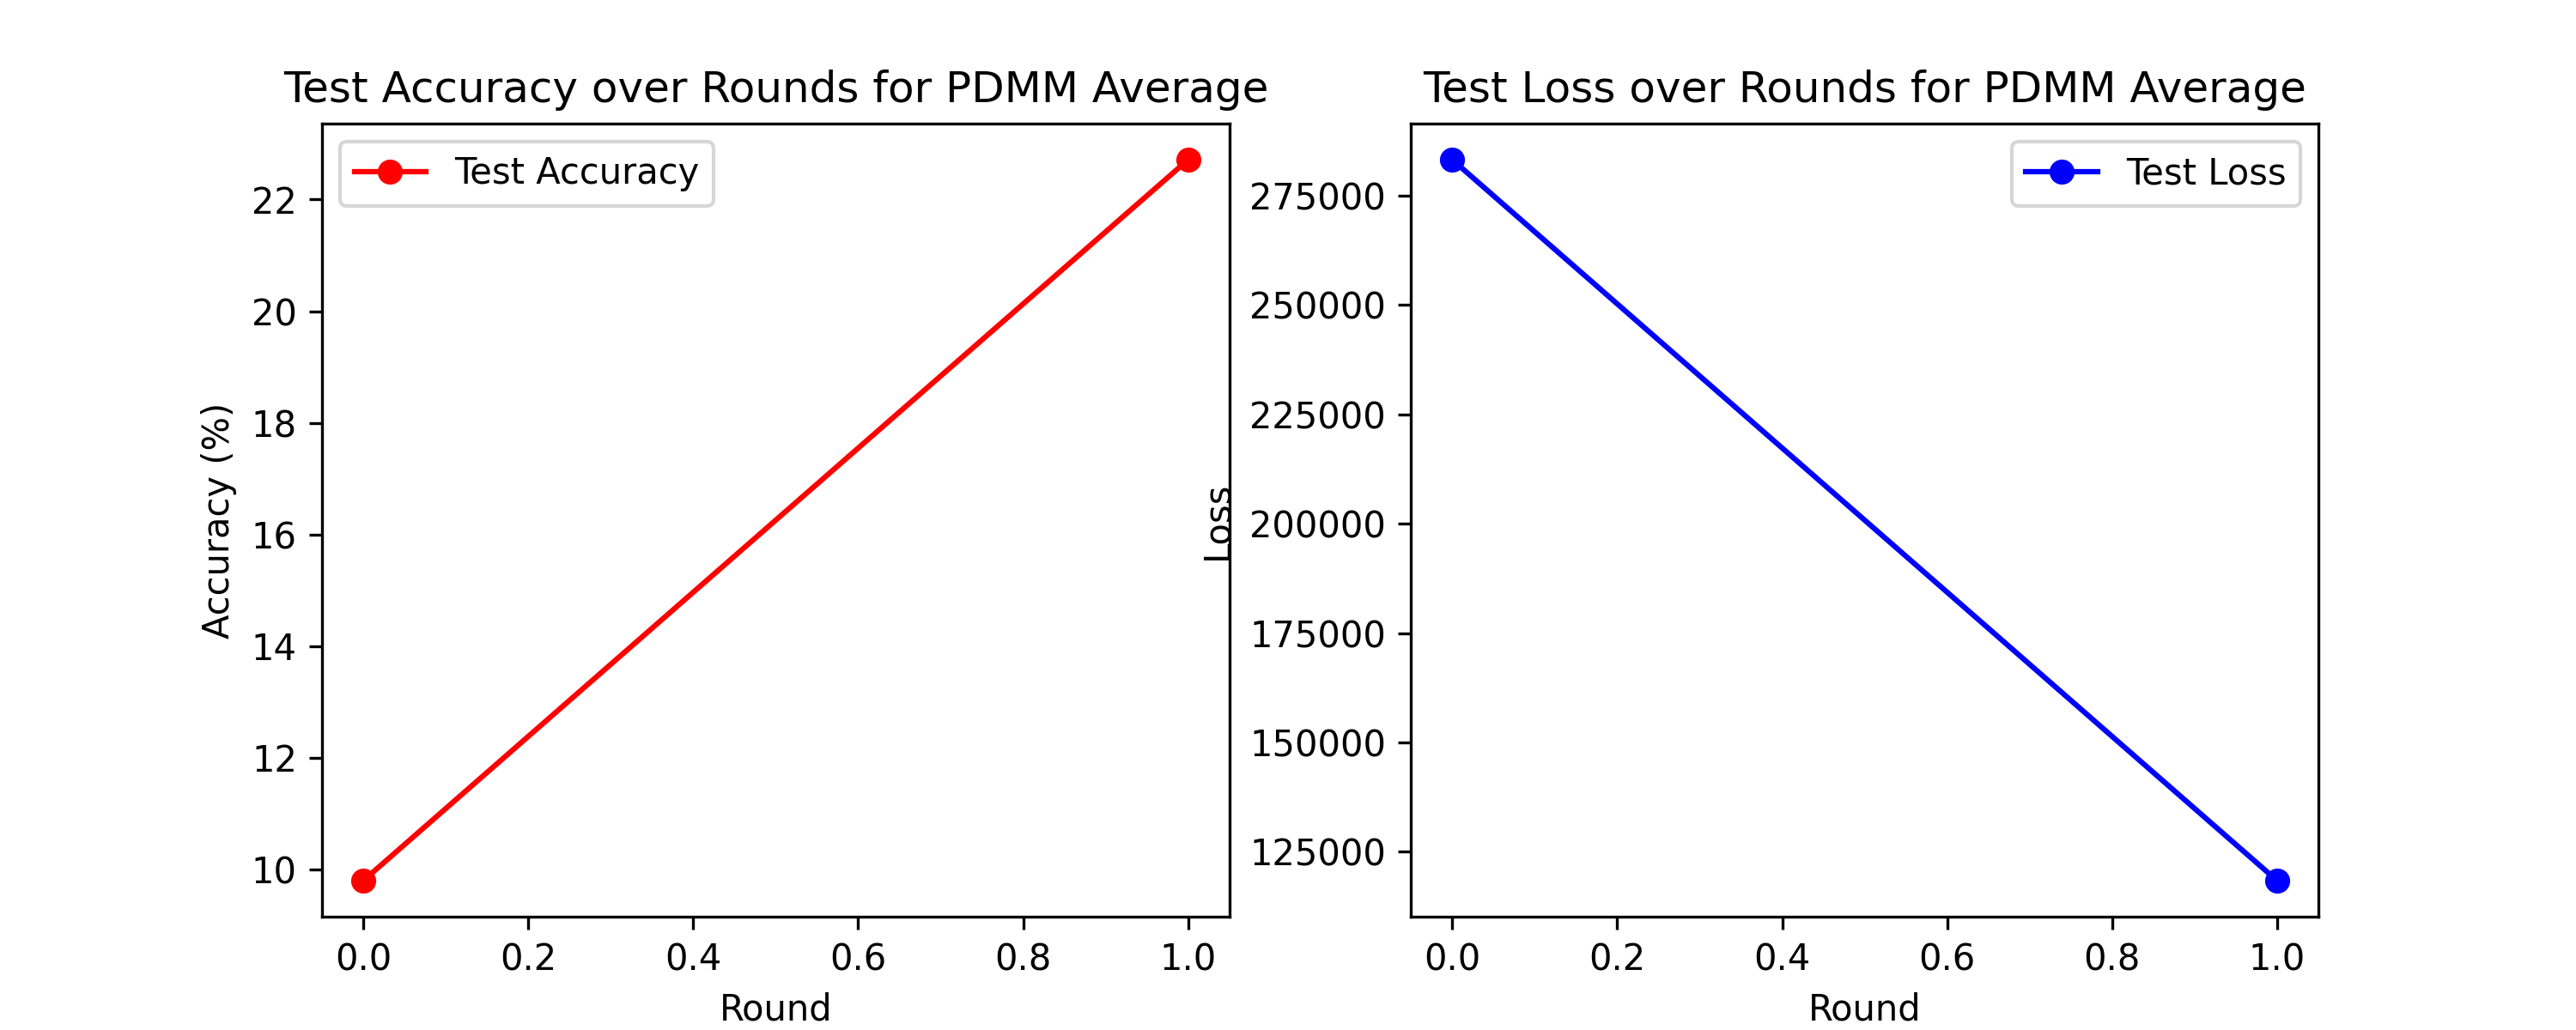 Test Accuracy over Rounds for PDMM Average
Test Accuracy
22
20
18
16
14
12
10
Accuracy (%)
0.0 0.2 0.4 0.6 0.8 1.0
Round
Test Loss over Rounds for PDMM Average
Test Loss
275000
250000
225000
200000
175000
150000
125000
Loss
0.0 0.2 0.4 0.6 0.8 1.0
Round